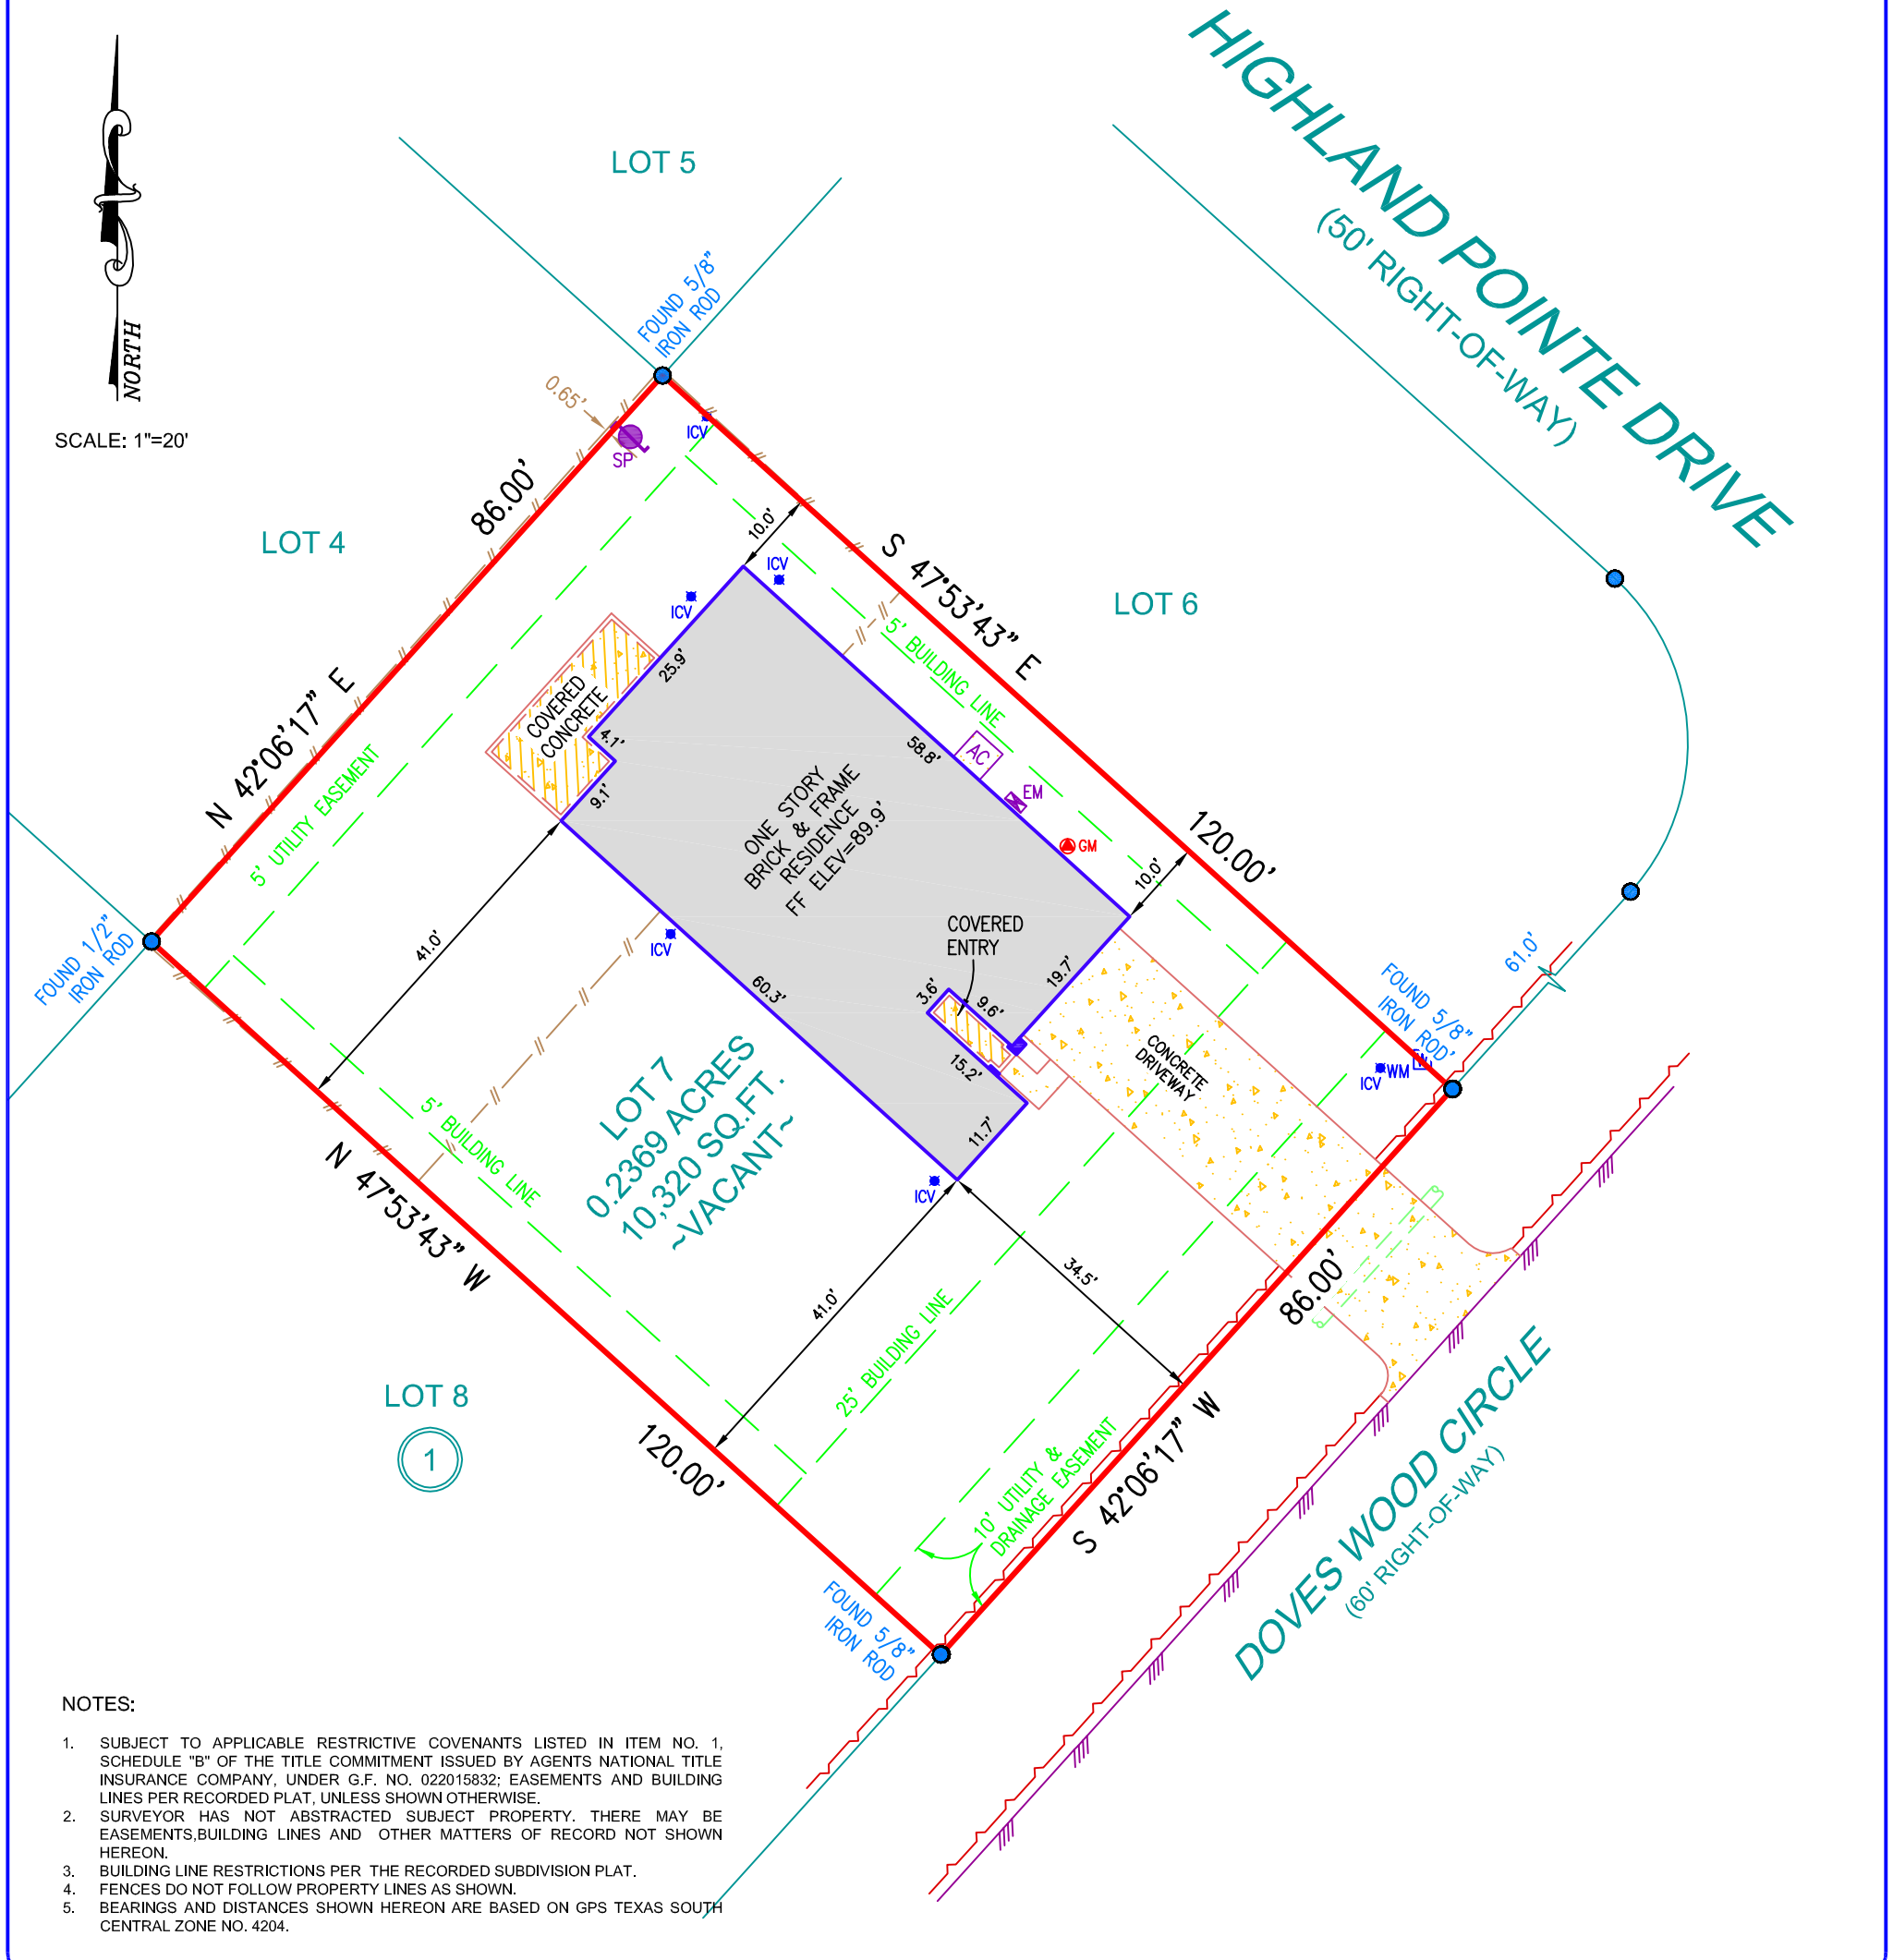 HIGHLAND POINTE DRIVE
(50' RIGHT-OF-WAY)
NORTH
SCALE: 1"=20'
LOT 5
FOUND 5/8"
IRON ROD
0.65'
SP
ICV
86.00'
LOT 4
N 42°06'17" E
5' UTILITY EASEMENT
10.0'
ICV
ICV
S 47°53'43" E
120.00'
LOT 6
5' BUILDING LINE
COVERED
CONCRETE
25.9'
4.1'
9.1'
58.8'
AC
EM
GM
10.0'
ONE STORY
BRICK & FRAME
RESIDENCE
FF ELEV=89.9'
COVERED
ENTRY
19.7'
3.6'
9.6'
15.2'
11.7'
60.3'
ICV
41.0'
FOUND 1/2"
IRON ROD
61.0'
FOUND 5/8"
IRON ROD'
ICV
WM
CONCRETE
DRIVEWAY
LOT 7
0.2369 ACRES
10,320 SQ.FT.
~VACANT~
5' BUILDING LINE
N 47°53'43" W
120.00'
ICV
34.5'
41.0'
25' BUILDING LINE
86.00'
S 42°06'17" W
10' UTILITY &
DRAINAGE EASEMENT
DOVES WOOD CIRCLE
(60' RIGHT-OF-WAY)
LOT 8
1
FOUND 5/8"
IRON ROD
NOTES:
1. SUBJECT TO APPLICABLE RESTRICTIVE COVENANTS LISTED IN ITEM NO. 1,
SCHEDULE "B" OF THE TITLE COMMITMENT ISSUED BY AGENTS NATIONAL TITLE
INSURANCE COMPANY, UNDER G.F. NO. 022015832; EASEMENTS AND BUILDING
LINES PER RECORDED PLAT, UNLESS SHOWN OTHERWISE.
2. SURVEYOR HAS NOT ABSTRACTED SUBJECT PROPERTY. THERE MAY BE
EASEMENTS,BUILDING LINES AND OTHER MATTERS OF RECORD NOT SHOWN
HEREON.
3. BUILDING LINE RESTRICTIONS PER THE RECORDED SUBDIVISION PLAT.
4. FENCES DO NOT FOLLOW PROPERTY LINES AS SHOWN.
5. BEARINGS AND DISTANCES SHOWN HEREON ARE BASED ON GPS TEXAS SOUTH
CENTRAL ZONE NO. 4204.